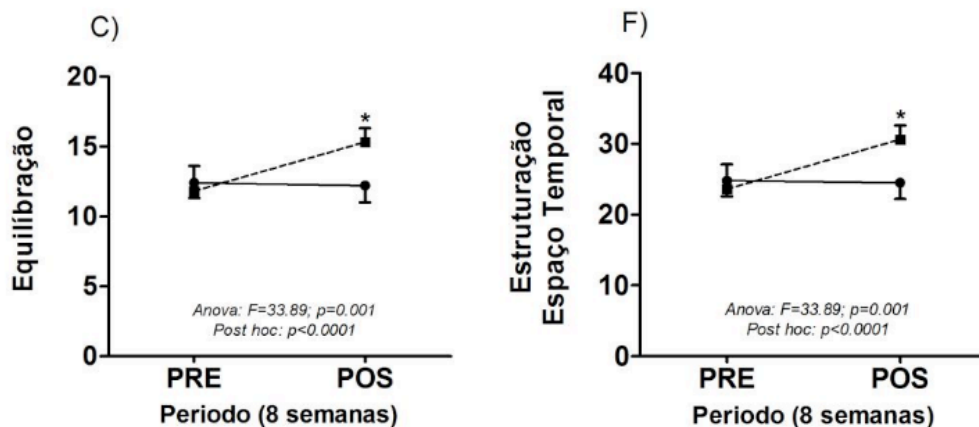 C)
Equilíbração
20
15
10
5
0
*
Anova: F=33.89; p=0.001
Post hoc: p<0.0001
PRE
POS
Periodo (8 semanas)
F)
Estruturação
Espaço Temporal
40
30
20
10
0
*
Anova: F=33.89; p=0.001
Post hoc: p<0.0001
PRE
POS
Periodo (8 semanas)